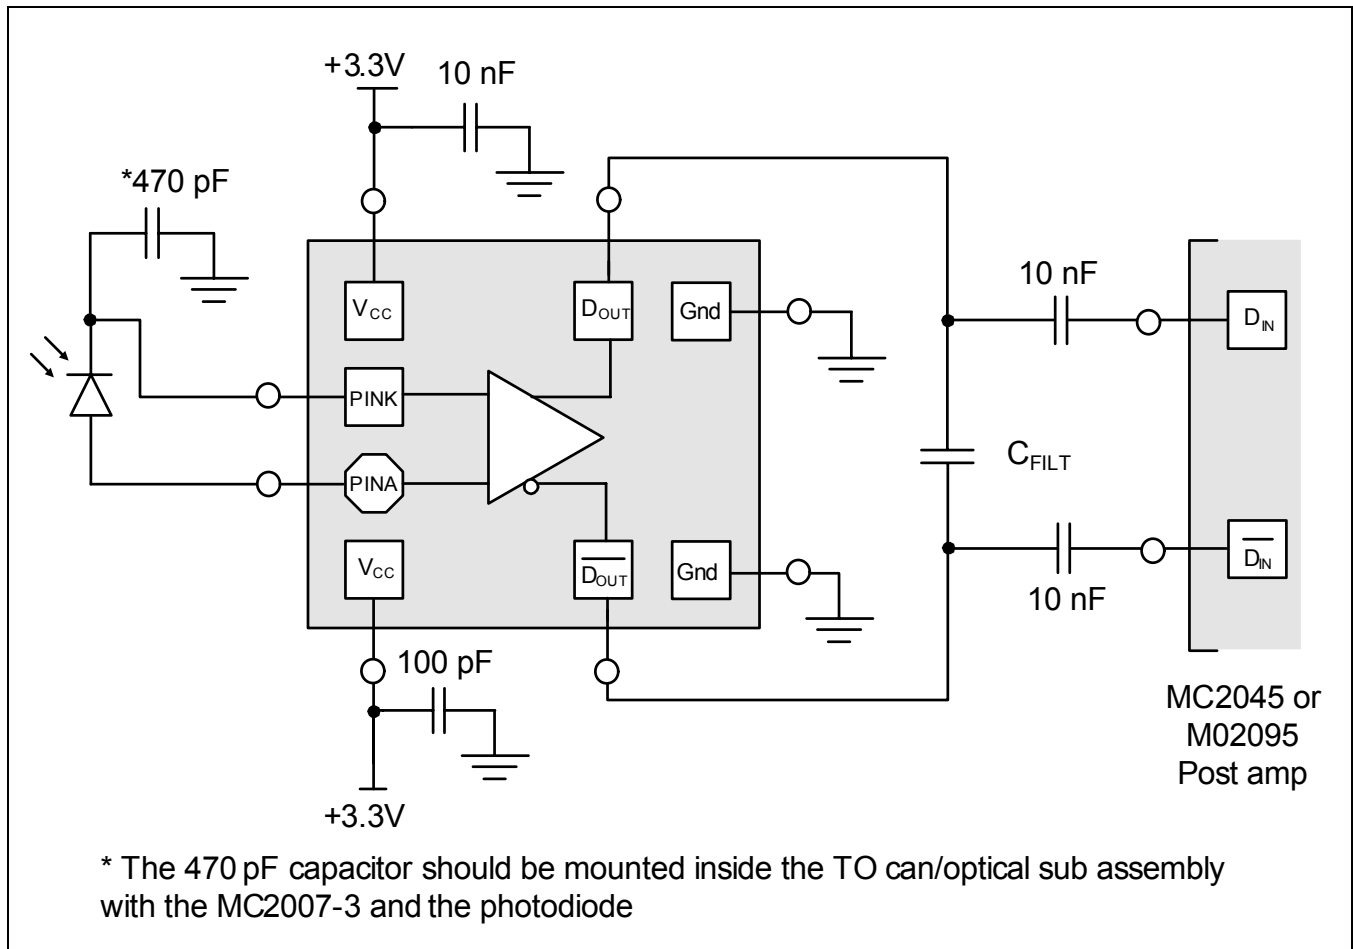 +3.3V
10 nF
*470 pF
10 nF
VCC
DOUT
Gnd
DIN
PINK
CFILT
PINA
VCC
DOUT
Gnd
DIN
10 nF
100 pF
MC2045 or
M02095
Post amp
+3.3V
* The 470 pF capacitor should be mounted inside the TO can/optical sub assembly
with the MC2007-3 and the photodiode